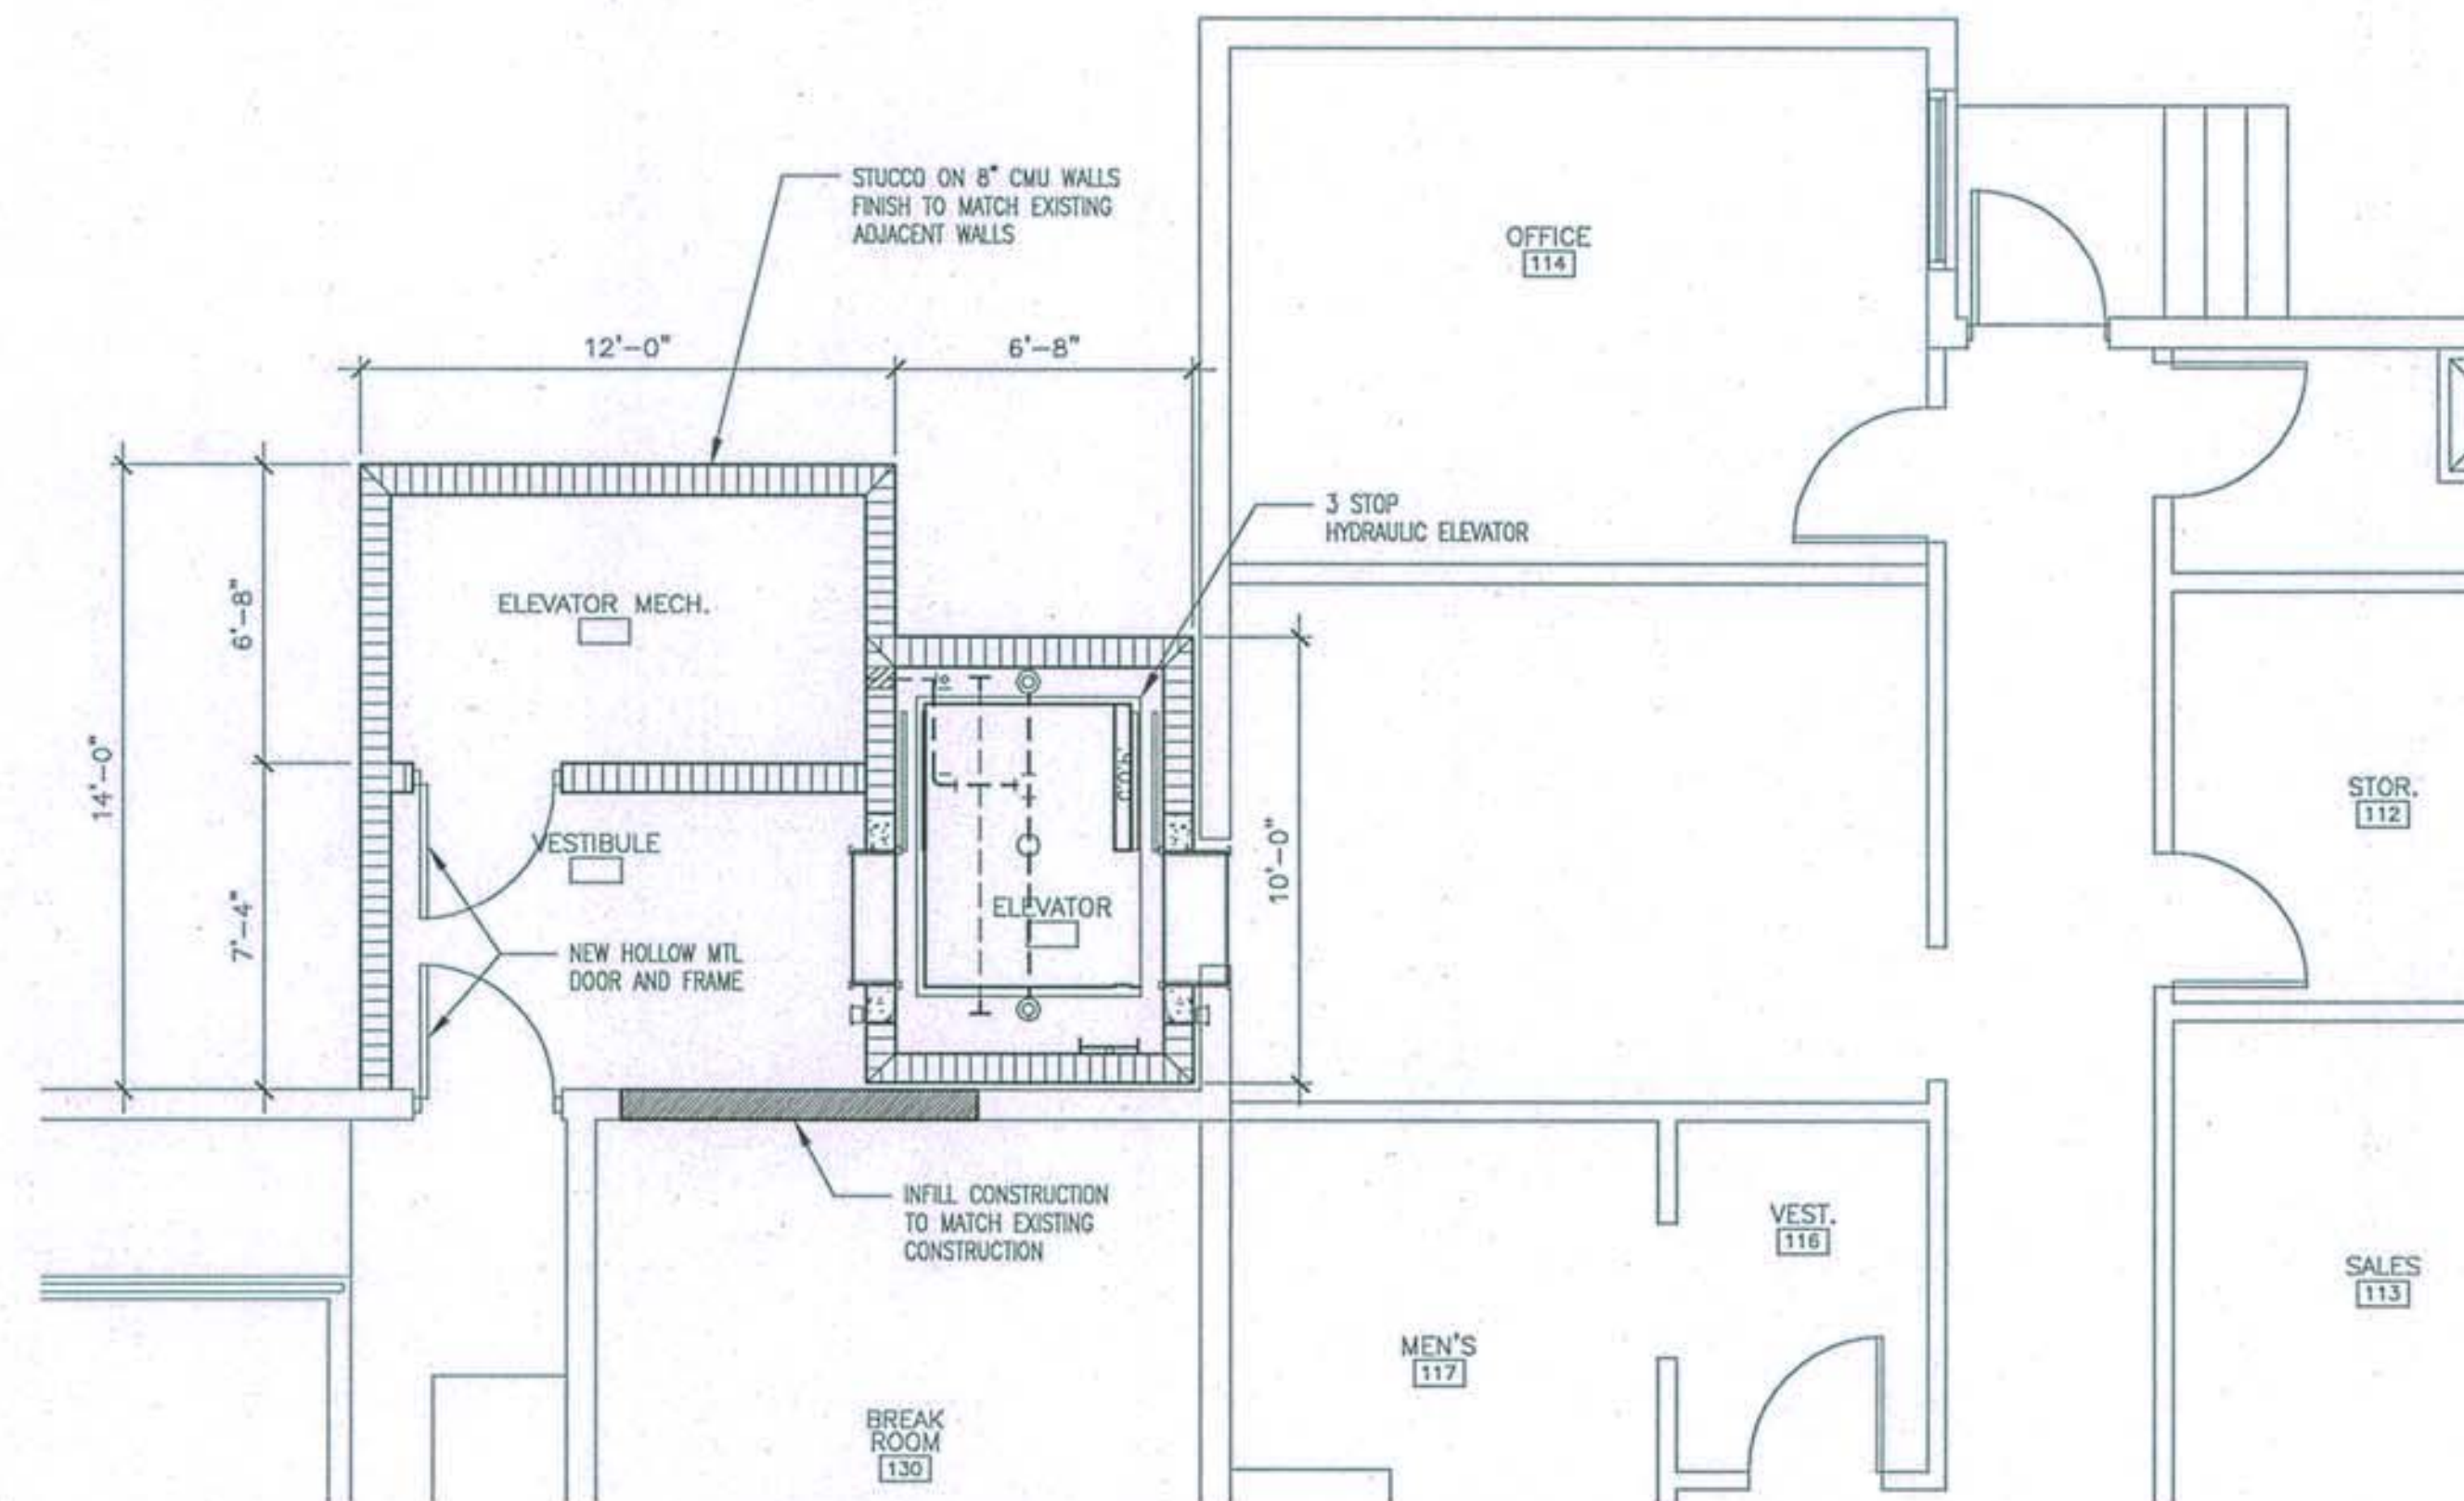 STUCCO ON 8" CMU WALLS
FINISH TO MATCH EXISTING
ADJACENT WALLS
OFFICE
114
12'-0"
6'-8"
3 STOP
HYDRAULIC ELEVATOR
ELEVATOR MECH.
6'-8"
14'-0"
VESTIBULE
7'-4"
NEW HOLLOW MTL
DOOR AND FRAME
ELEVATOR
10'-0"
STOR.
112
INFILL CONSTRUCTION
TO MATCH EXISTING
CONSTRUCTION
VEST.
116
SALES
113
MEN'S
117
BREAK
ROOM
130